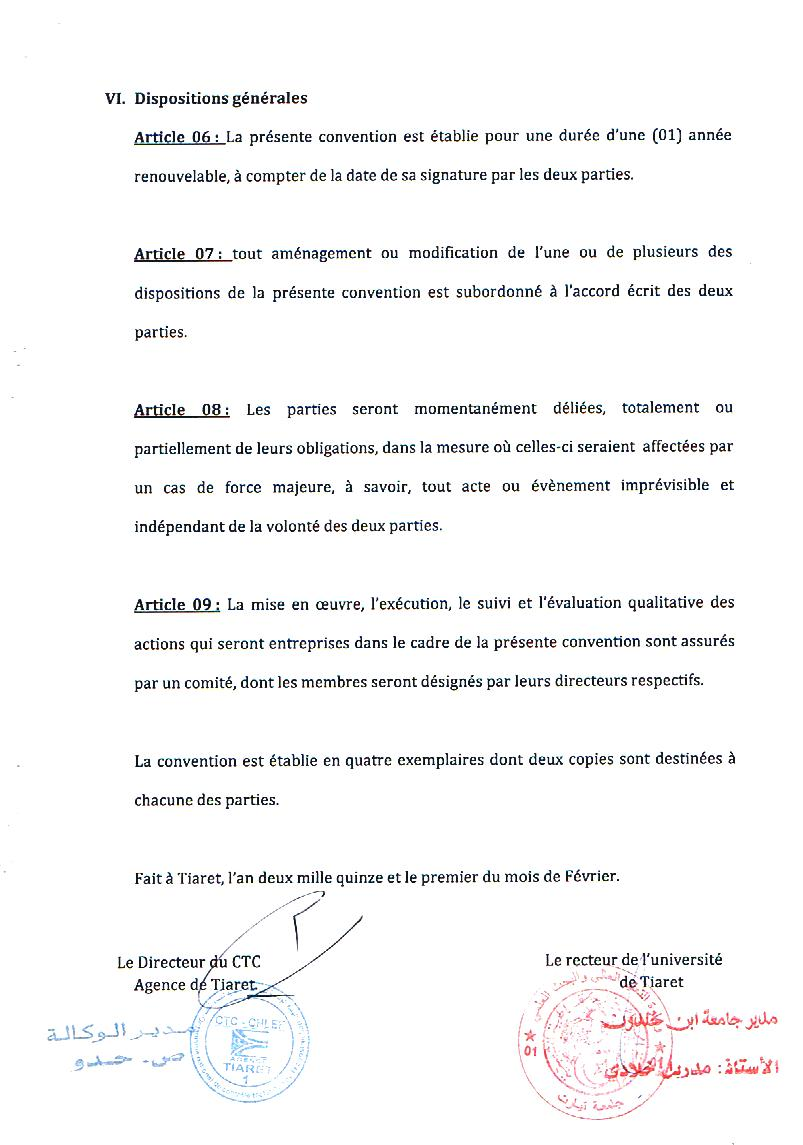 VI. Dispositions générales
Article 06 : La présente convention est établie pour une durée d'une (01) année
renouvelable, à compter de la date de sa signature par les deux parties.
Article 07 : tout aménagement ou modification de l'une ou de plusieurs des
dispositions de la présente convention est subordonné à l'accord écrit des deux
parties.
Article 08 : Les parties seront momentanément déliées, totalement ou
partiellement de leurs obligations, dans la mesure où celles-ci seraient affectées par
un cas de force majeure, à savoir, tout acte ou évènement imprévisible et
indépendant de la volonté des deux parties.
Article 09 : La mise en œuvre, l'exécution, le suivi et l'évaluation qualitative des
actions qui seront entreprises dans le cadre de la présente convention sont assurés
par un comité, dont les membres seront désignés par leurs directeurs respectifs.
La convention est établie en quatre exemplaires dont deux copies sont destinées à
chacune des parties.
Fait à Tiaret, l'an deux mille quinze et le premier du mois de Février.
Le Directeur du CTC
Agence de Tiaret
Le recteur de l'université
de Tiaret
مدير الوكالة
ص. حمدو
CTC - CHLEF
AGENCE
TIARET
1
مدير جامعة ابن خلدون
الأستاذ :
01
جامعة تيارت